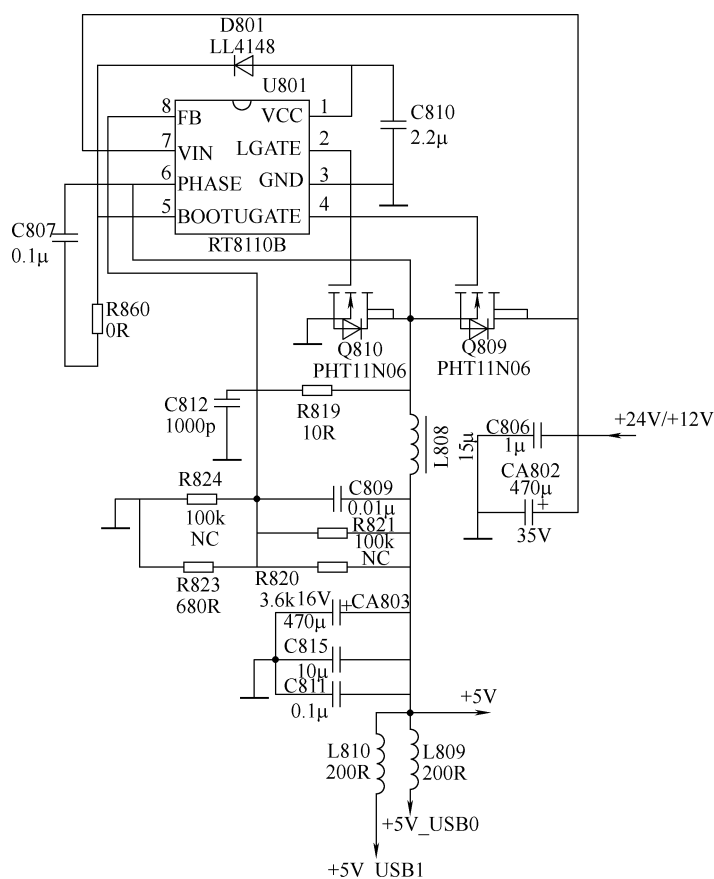 D801
LL4148
U801
8
FB
VCC
1
C810
2.2μ
7
VIN
LGATE
2
6
PHASE
GND
3
5
BOOTUGATE
4
RT8110B
C807
0.1μ
R860
0R
Q810
PHT11N06
Q809
PHT11N06
C812
1000p
R819
10R
L808
15μ
C806
1μ
+24V/+12V
CA802
470μ
+
35V
R824
100k
NC
C809
0.01μ
R821
100k
NC
R823
680R
R820
3.6k
16V
470μ
+
CA803
C815
10μ
C811
0.1μ
+5V
L810
200R
L809
200R
+5V_USB0
+5V_USB1